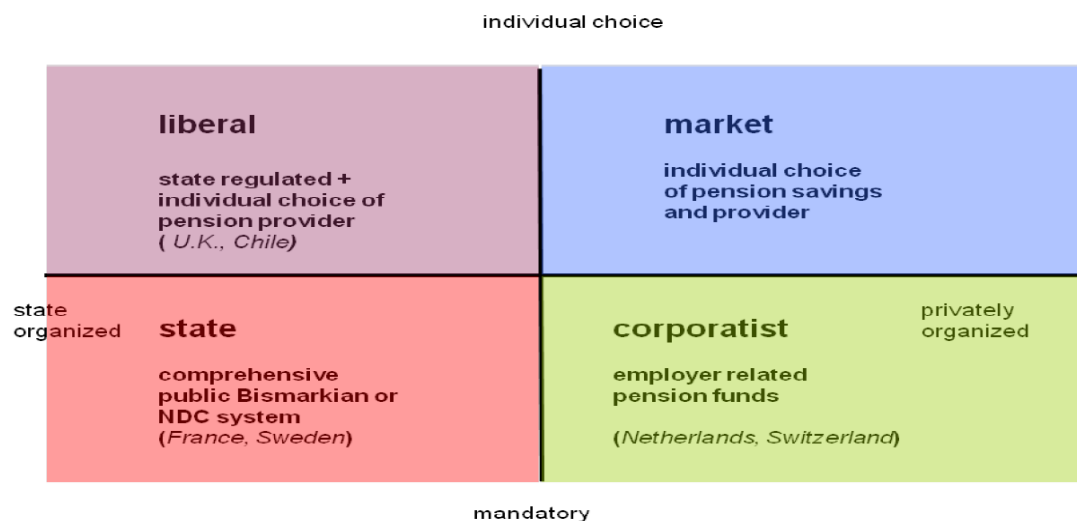 individual choice
liberal
state regulated +
individual choice of
pension provider
( U.K., Chile)
market
individual choice
of pension savings
and provider
state
organized
state
comprehensive
public Bismarkian or
NDC system
(France, Sweden)
corporatist
employer related
pension funds
(Netherlands, Switzerland)
privately
organized
mandatory